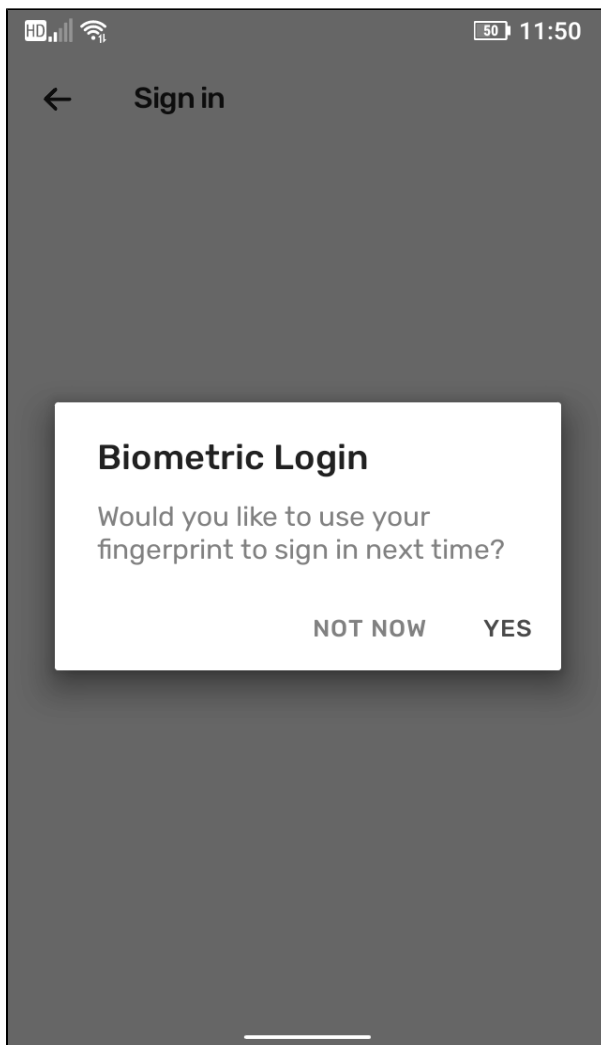 HD 50 11:50
Sign in
Biometric Login
Would you like to use your
fingerprint to sign in next time?
NOT NOW YES